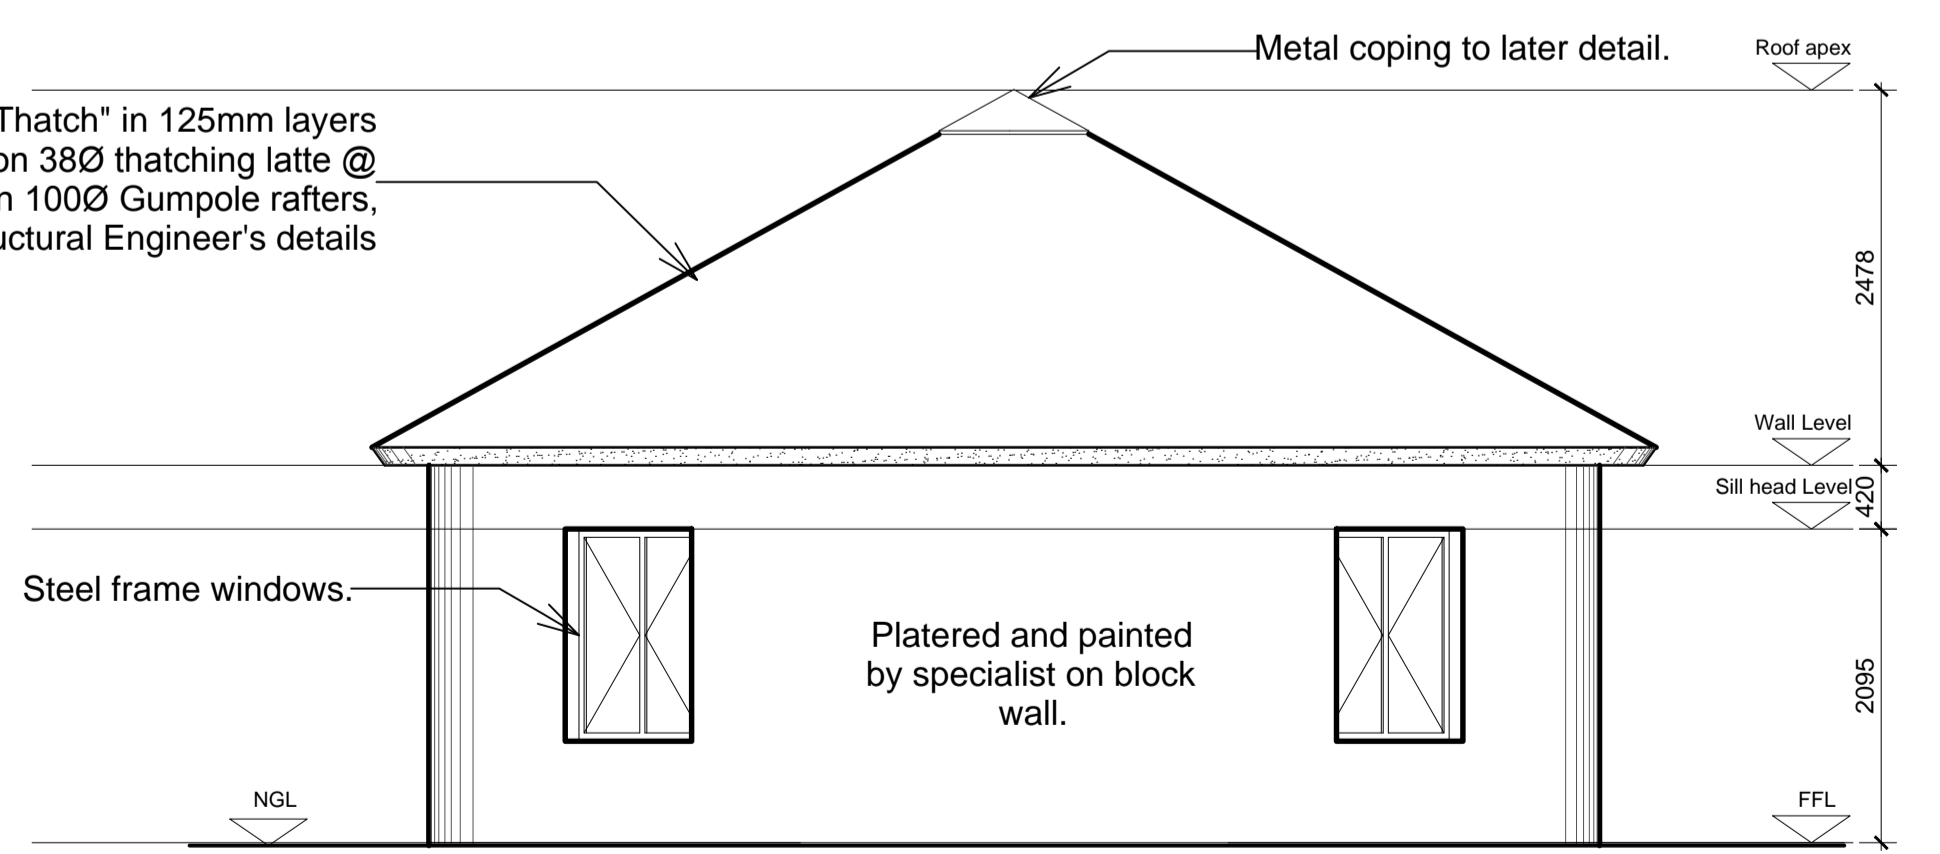 Metal coping to later detail.
Roof apex
Thatch" in 125mm layers
on 38Ø thatching latte @
100Ø Gumpole rafters,
Engineer's details
2478
Wall Level
Sill head Level
420
Steel frame windows.
Platered and painted
by specialist on block
wall.
2095
NGL
FFL